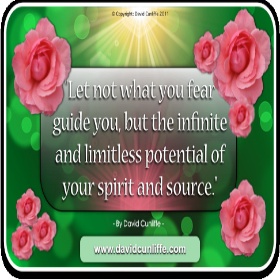 © Copyright: David Cunliffe 2011
'Let not what you fear
guide you, but the infinite
and limitless potential of
your spirit and source.'
- By David Cunliffe -
www.davidcunliffe.com